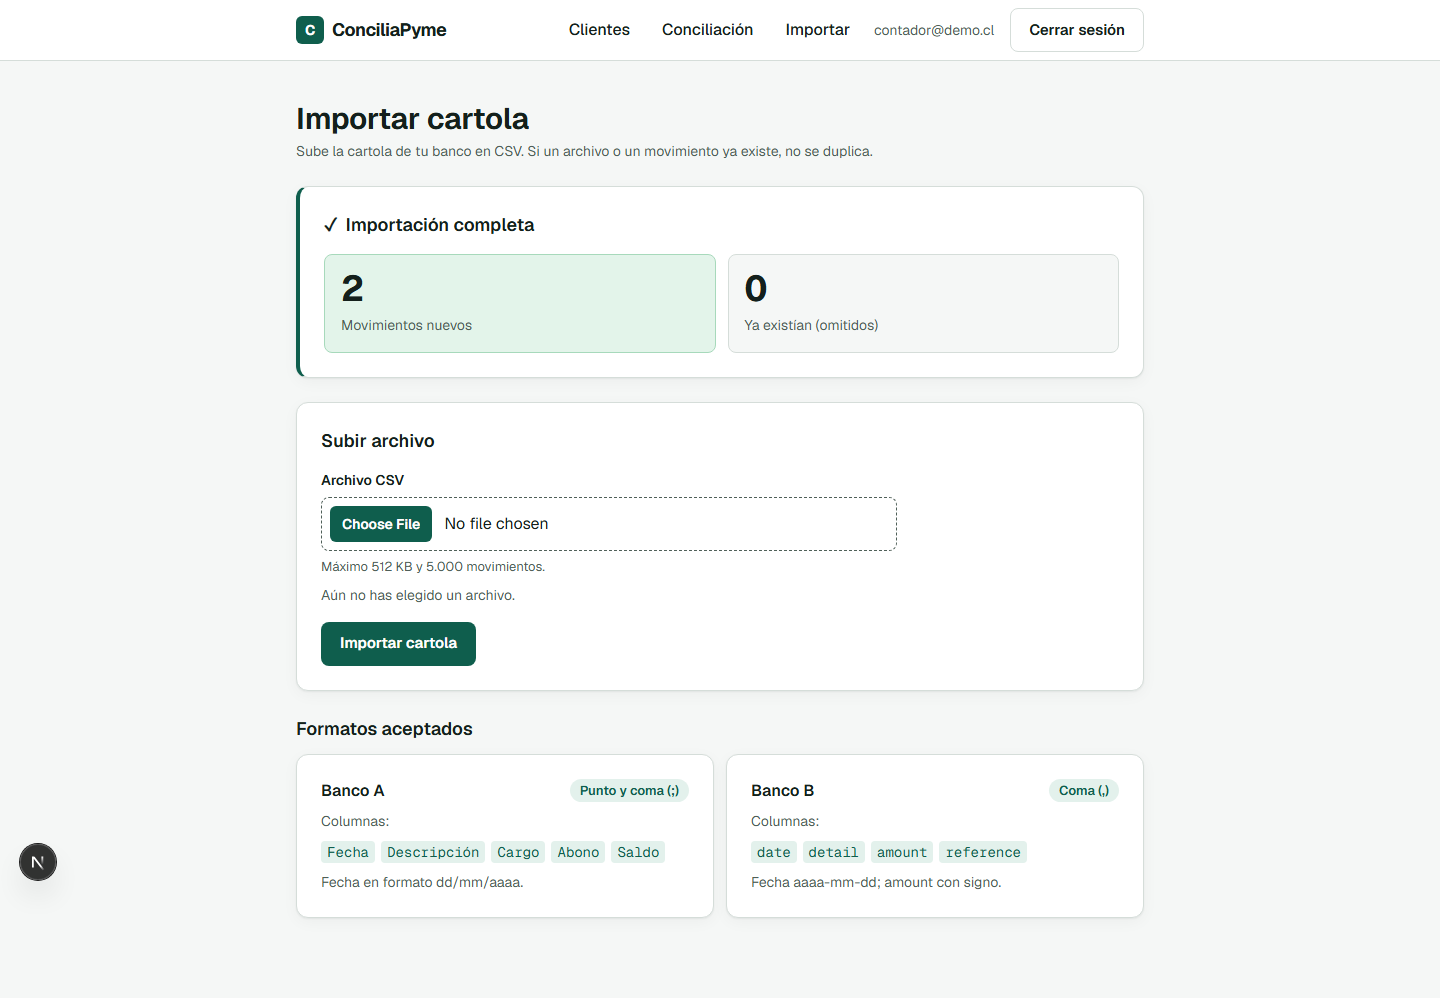 C ConciliaPyme Clientes Conciliación Importar contador@demo.cl Cerrar sesión
Importar cartola
Sube la cartola de tu banco en CSV. Si un archivo o un movimiento ya existe, no se duplica.
✓ Importación completa
2
Movimientos nuevos
0
Ya existían (omitidos)
Subir archivo
Archivo CSV
Choose File No file chosen
Máximo 512 KB y 5.000 movimientos.
Aún no has elegido un archivo.
Importar cartola
Formatos aceptados
Banco A Punto y coma (;)
Columnas:
Fecha Descripción Cargo Abono Saldo
Fecha en formato dd/mm/aaaa.
Banco B Coma (,)
Columnas:
date detail amount reference
Fecha aaaa-mm-dd; amount con signo.
N